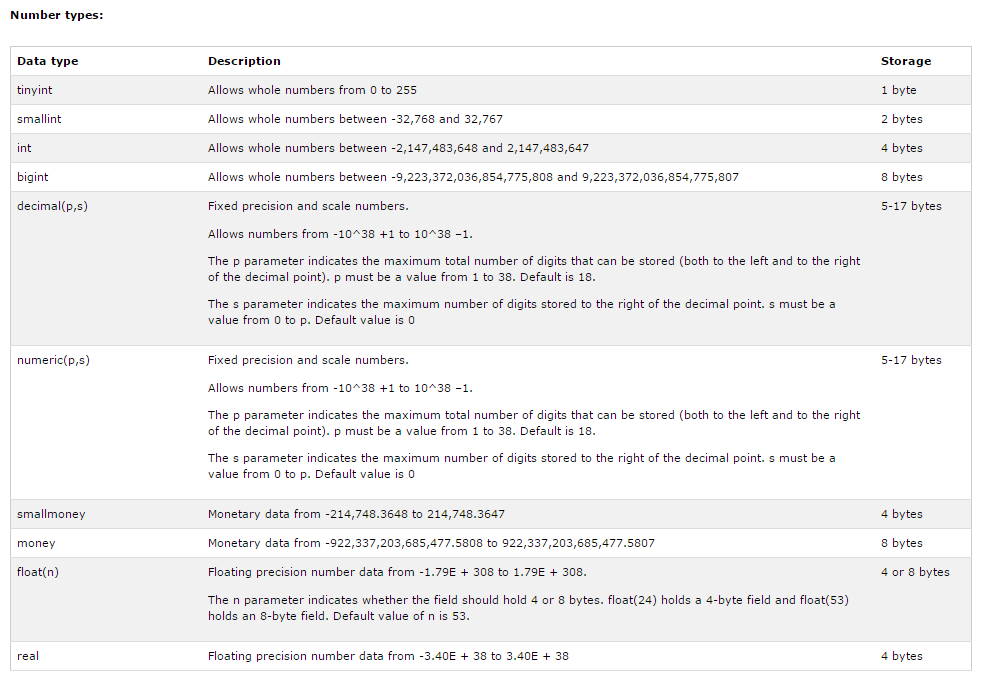 Number types:
Data type Description Storage
tinyint Allows whole numbers from 0 to 255 1 byte
smallint Allows whole numbers between -32,768 and 32,767 2 bytes
int Allows whole numbers between -2,147,483,648 and 2,147,483,647 4 bytes
bigint Allows whole numbers between -9,223,372,036,854,775,808 and 9,223,372,036,854,775,807 8 bytes
decimal(p,s) Fixed precision and scale numbers. 5-17 bytes
Allows numbers from -10^38 +1 to 10^38 –1.
The p parameter indicates the maximum total number of digits that can be stored (both to the left and to the right
of the decimal point). p must be a value from 1 to 38. Default is 18.
The s parameter indicates the maximum number of digits stored to the right of the decimal point. s must be a
value from 0 to p. Default value is 0
numeric(p,s) Fixed precision and scale numbers. 5-17 bytes
Allows numbers from -10^38 +1 to 10^38 –1.
The p parameter indicates the maximum total number of digits that can be stored (both to the left and to the right
of the decimal point). p must be a value from 1 to 38. Default is 18.
The s parameter indicates the maximum number of digits stored to the right of the decimal point. s must be a
value from 0 to p. Default value is 0
smallmoney Monetary data from -214,748.3648 to 214,748.3647 4 bytes
money Monetary data from -922,337,203,685,477.5808 to 922,337,203,685,477.5807 8 bytes
float(n) Floating precision number data from -1.79E + 308 to 1.79E + 308. 4 or 8 bytes
The n parameter indicates whether the field should hold 4 or 8 bytes. float(24) holds a 4-byte field and float(53)
holds an 8-byte field. Default value of n is 53.
real Floating precision number data from -3.40E + 38 to 3.40E + 38 4 bytes